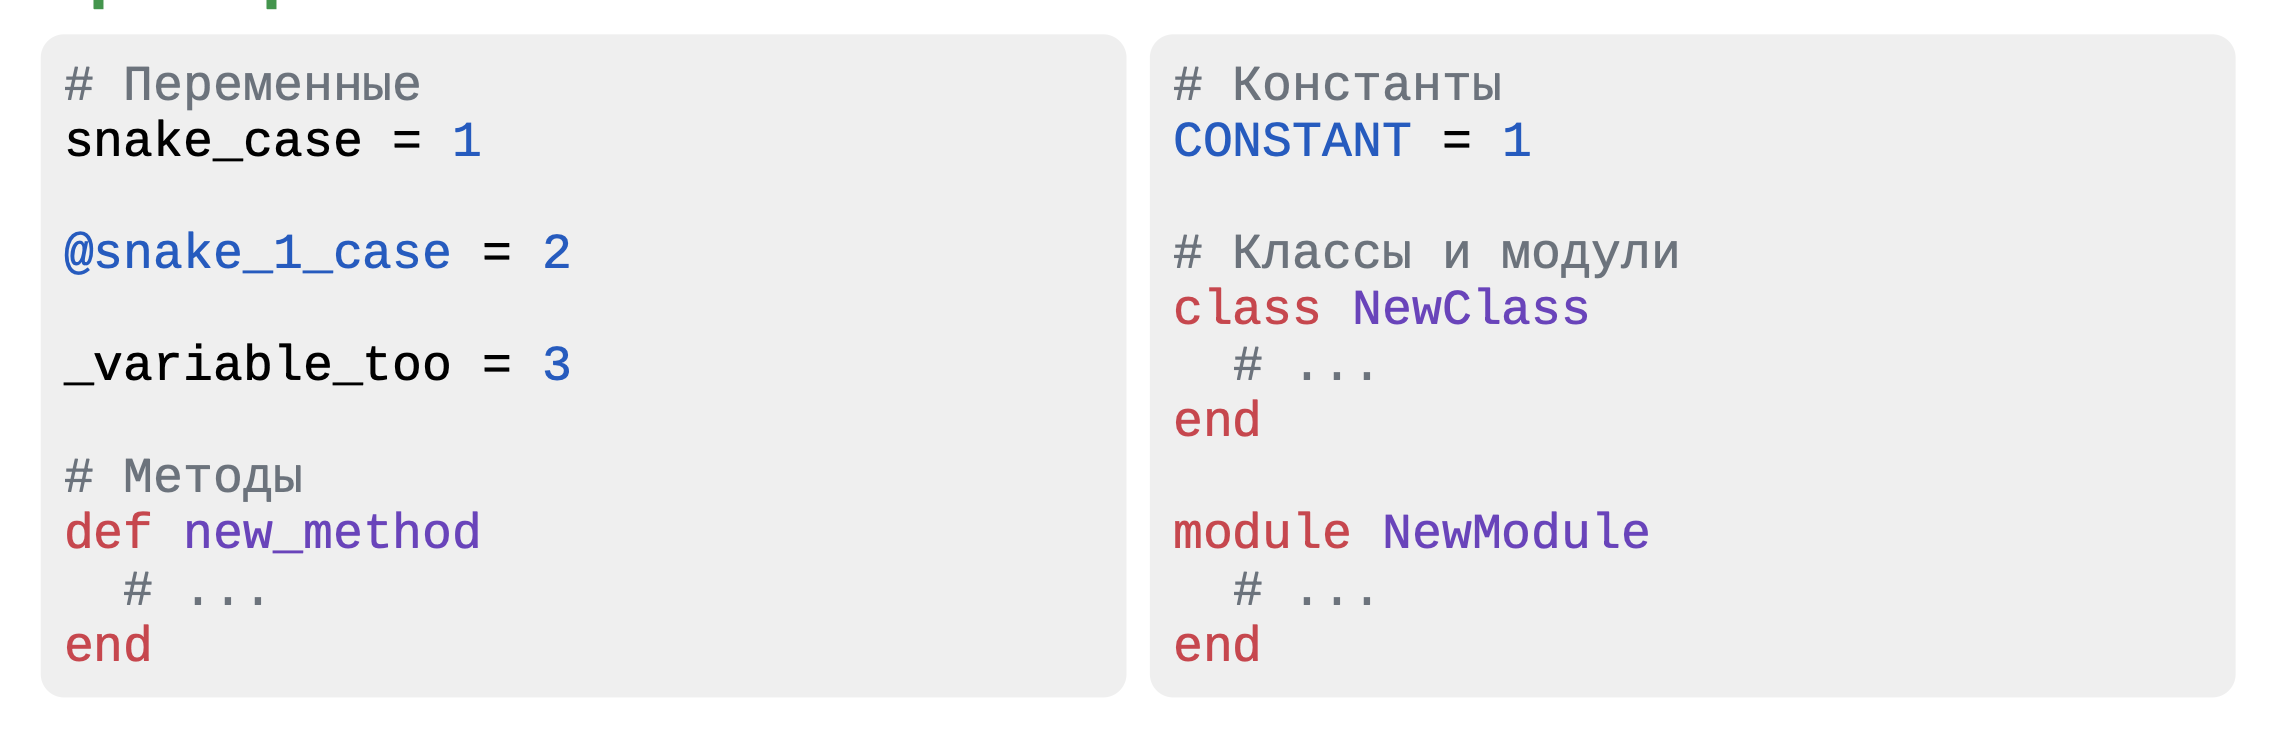 # Переменные
snake_case = 1
@snake_1_case = 2
_variable_too = 3
# Методы
def new_method
  # ...
end
# Константы
CONSTANT = 1
# Классы и модули
class NewClass
  # ...
end
module NewModule
  # ...
end